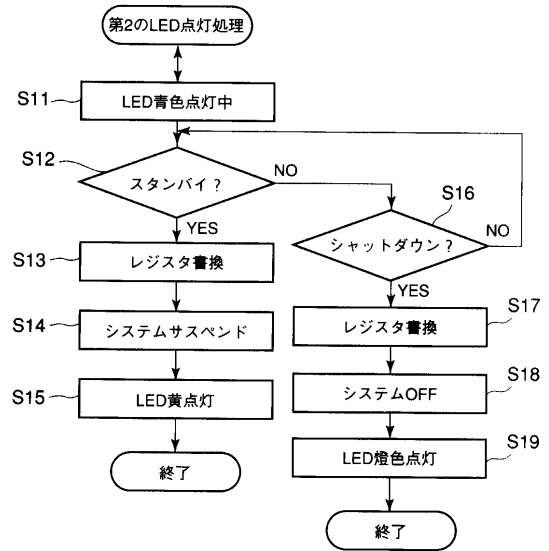 第2のLED点灯処理
S11
LED青色点灯中
S12
スタンバイ？
NO
YES
S16
シャットダウン？
NO
YES
S13
レジスタ書換
S14
システムサスペンド
S15
LED黄点灯
終了
S17
レジスタ書換
S18
システムOFF
S19
LED燈色点灯
終了